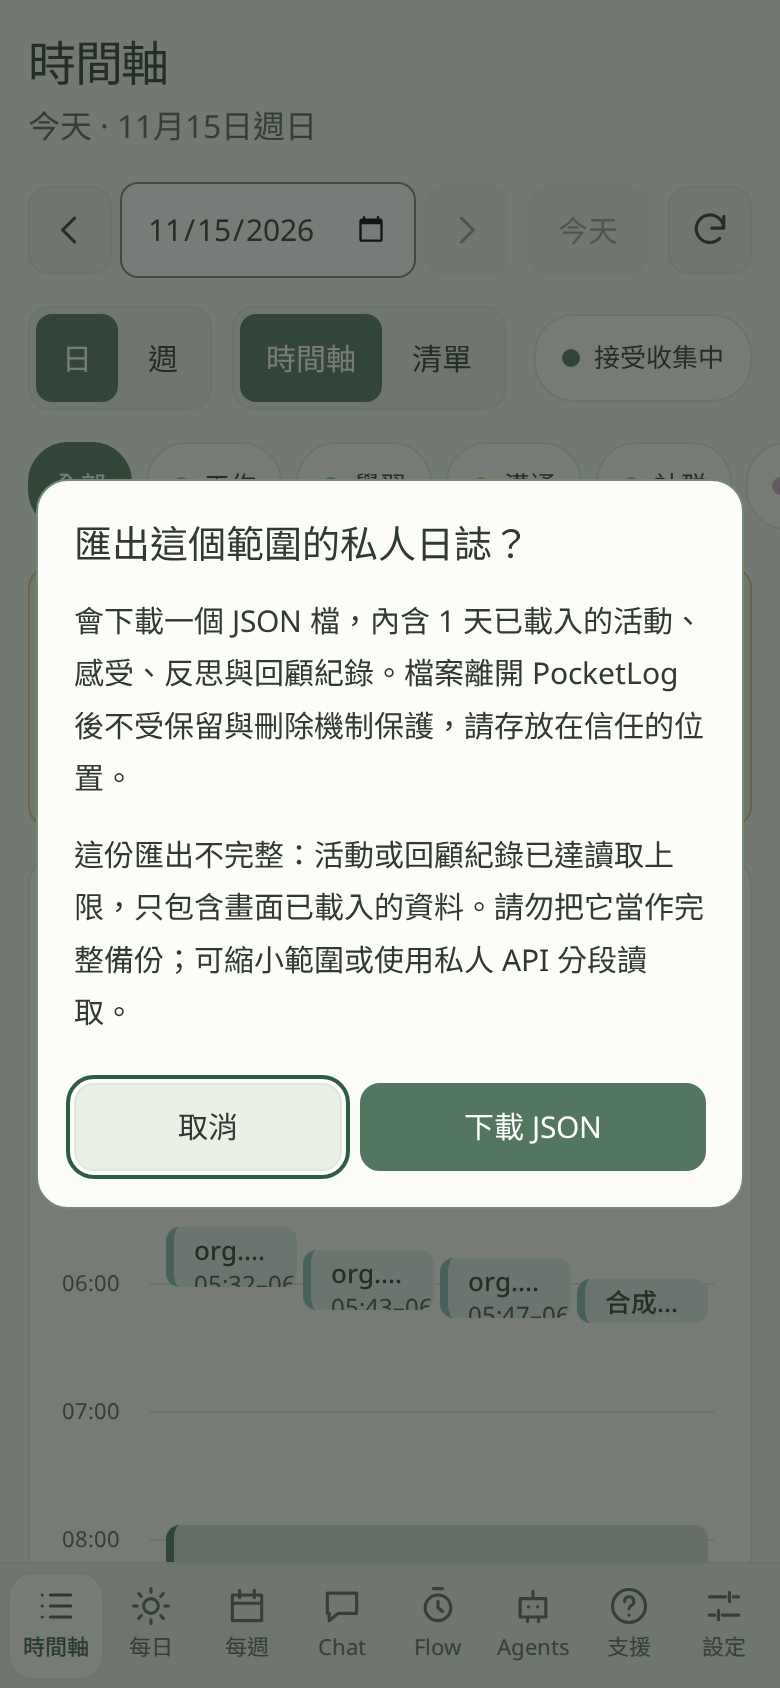 時間軸
今天 · 11月15日週日
11/15/2026
今天
日
週
時間軸
清單
接受收集中
匯出這個範圍的私人日誌？
會下載一個 JSON 檔，內含 1 天已載入的活動、
感受、反思與回顧紀錄。檔案離開 PocketLog
後不受保留與刪除機制保護，請存放在信任的位
置。
這份匯出不完整：活動或回顧紀錄已達讀取上
限，只包含畫面已載入的資料。請勿把它當作完
整備份；可縮小範圍或使用私人 API 分段讀
取。
取消
下載 JSON
org....
05:32–06
org....
05:43–06
org....
05:47–06
合成...
06:00
07:00
08:00
時間軸
每日
每週
Chat
Flow
Agents
支援
設定